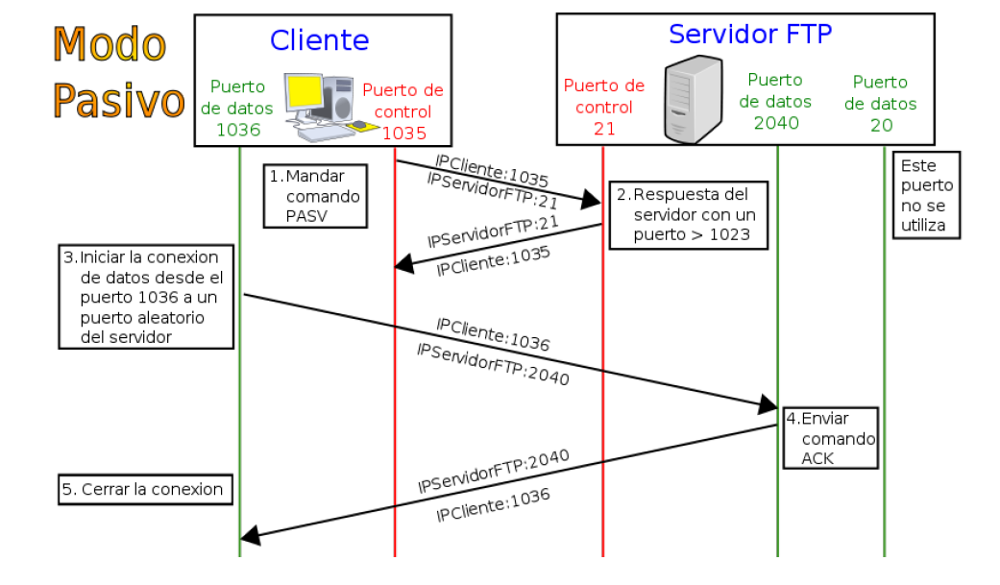 Modo
Pasivo
Cliente
Puerto
de datos
1036
Puerto de
control
1035
Servidor FTP
Puerto de
control
21
Puerto
de datos
2040
Puerto
de datos
20
Este
puerto
no se
utiliza
1.Mandar
comando
PASV
IPCliente:1035
IPServidorFTP:21
2.Respuesta del
servidor con un
puerto > 1023
IPServidorFTP:21
IPCliente:1035
3.Iniciar la conexion
de datos desde el
puerto 1036 a un
puerto aleatorio
del servidor
IPCliente:1036
IPServidorFTP:2040
4.Enviar
comando
ACK
IPServidorFTP:2040
IPCliente:1036
5. Cerrar la conexion